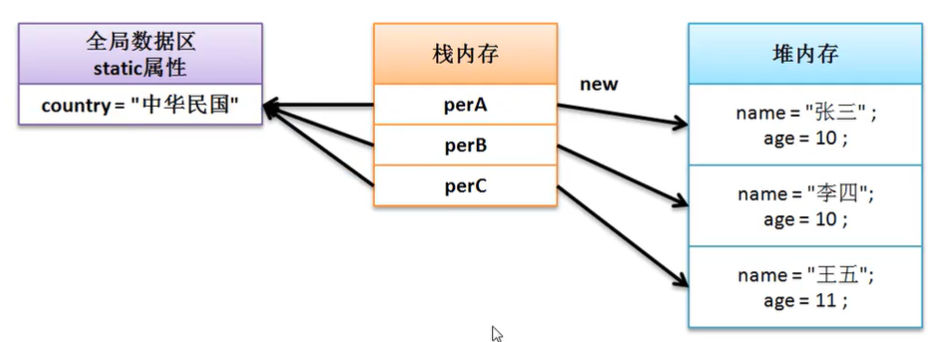 全局数据区
static属性
country = "中华民国"
栈内存
perA
perB
perC
new
堆内存
name = "张三" ;
age = 10 ;
name = "李四";
age = 10 ;
name = "王五";
age = 11 ;